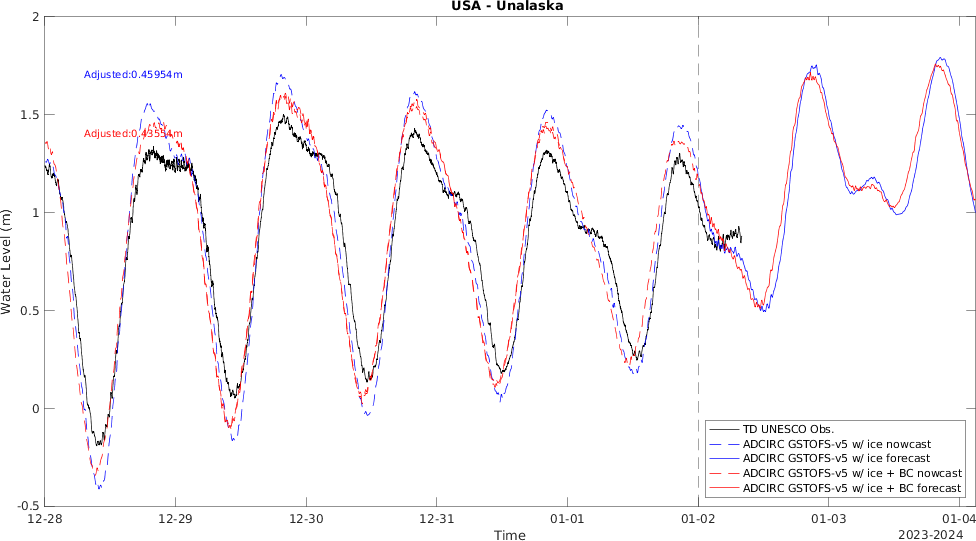 USA - Unalaska
2
1.5
1
0.5
0
-0.5
Water Level (m)
Adjusted:0.45954m
Adjusted:0.43554m
TD UNESCO Obs.
ADCIRC GSTOFS-v5 w/ ice nowcast
ADCIRC GSTOFS-v5 w/ ice forecast
ADCIRC GSTOFS-v5 w/ ice + BC nowcast
ADCIRC GSTOFS-v5 w/ ice + BC forecast
12-28 12-29 12-30 12-31 01-01 01-02 01-03 01-04
Time
2023-2024